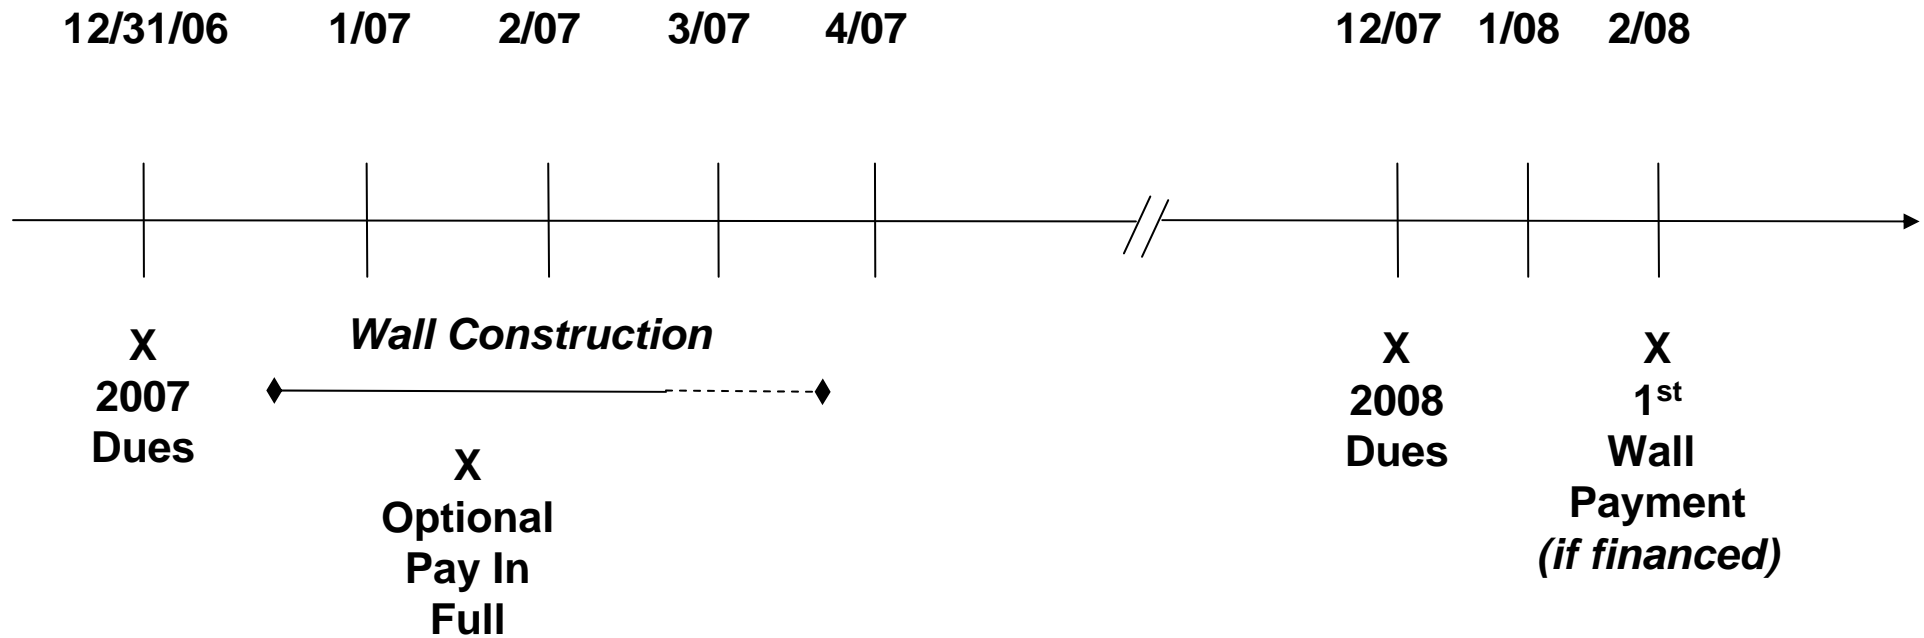 12/31/06 1/07 2/07 3/07 4/07 12/07 1/08 2/08
Wall Construction
X
2007
Dues
X
Optional
Pay In
Full
X
2008
Dues
X
1st
Wall
Payment
(if financed)